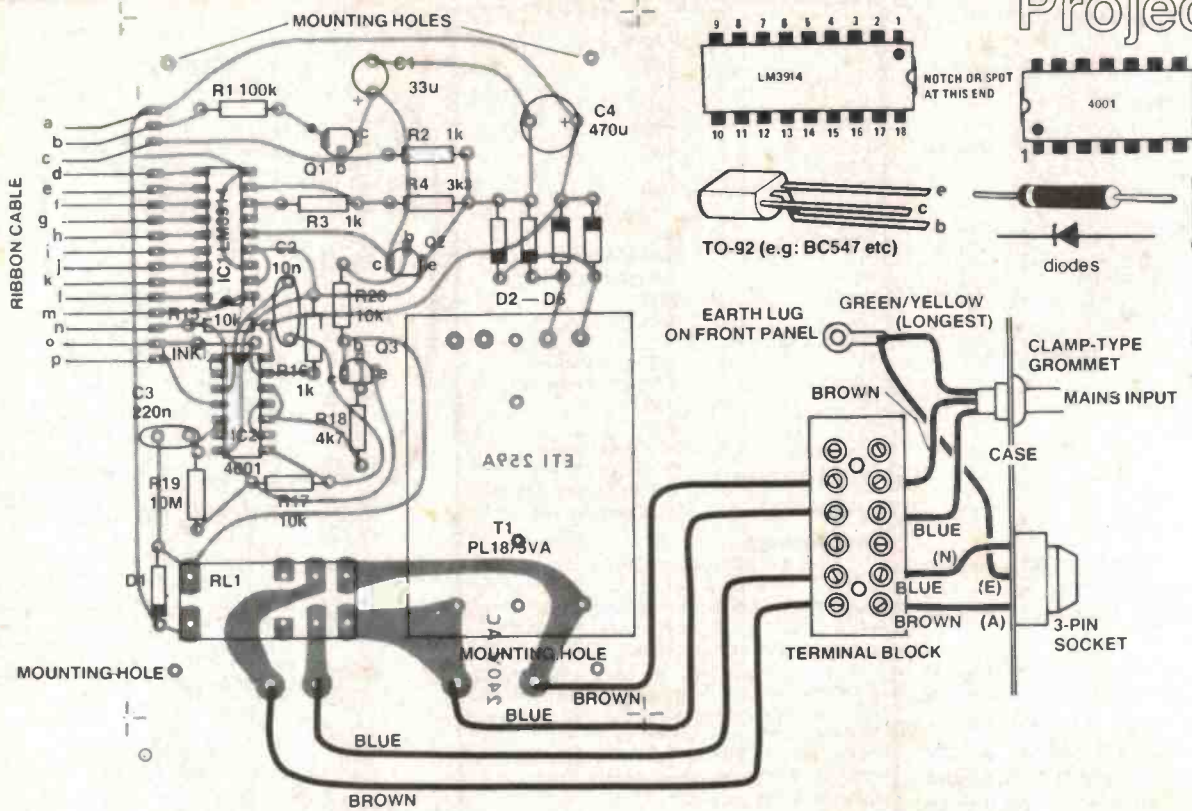 Projec
MOUNTING HOLES
R1 100k
C1
33u
C4
470u
R2 1k
Q1
c
b
R4 3k3
R3 1k
RIBBON CABLE
a
b
c
d
e
f
g
h
i
j
k
l
m
n
o
p
IC1 LM3914
C2
10n
Q2
b
c
e
D2 — D5
R15
10k
R20
10k
LINK
R16
1k
Q3
b
c
e
C3
220n
R18
4k7
IC2
4001
R19
10M
R17
10k
ETI 259A
T1
PL18/5VA
D1
RL1
240V AC
MOUNTING HOLE
MOUNTING HOLE
BROWN
BLUE
BLUE
BROWN
9 8 7 6 5 4 3 2 1
LM3914
10 11 12 13 14 15 16 17 18
NOTCH OR SPOT
AT THIS END
4001
1
e
c
b
TO-92 (e.g: BC547 etc)
diodes
EARTH LUG
ON FRONT PANEL
GREEN/YELLOW
(LONGEST)
CLAMP-TYPE
GROMMET
BROWN
MAINS INPUT
CASE
BLUE
(N)
BLUE
(E)
BROWN
(A)
3-PIN
SOCKET
TERMINAL BLOCK